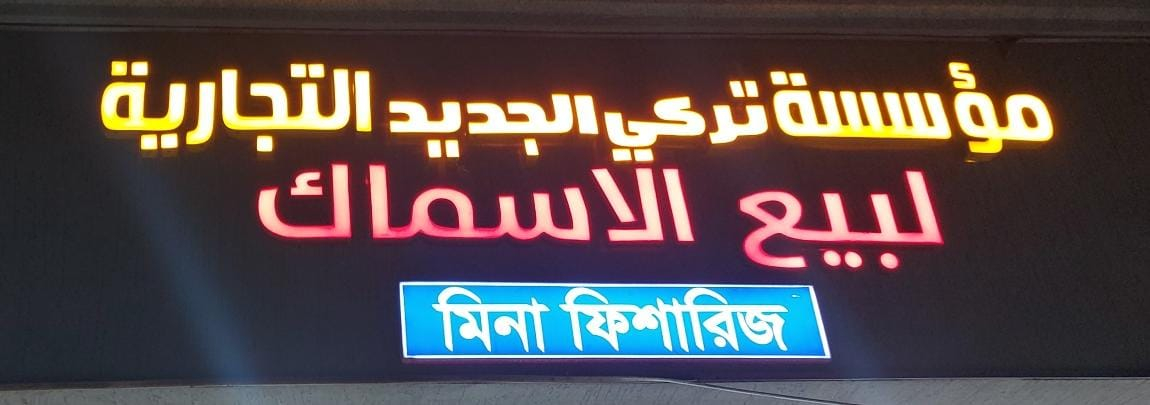 مؤسسة تركي الجديد التجارية
لبيع الاسماك
মিনা ফিশারিজ